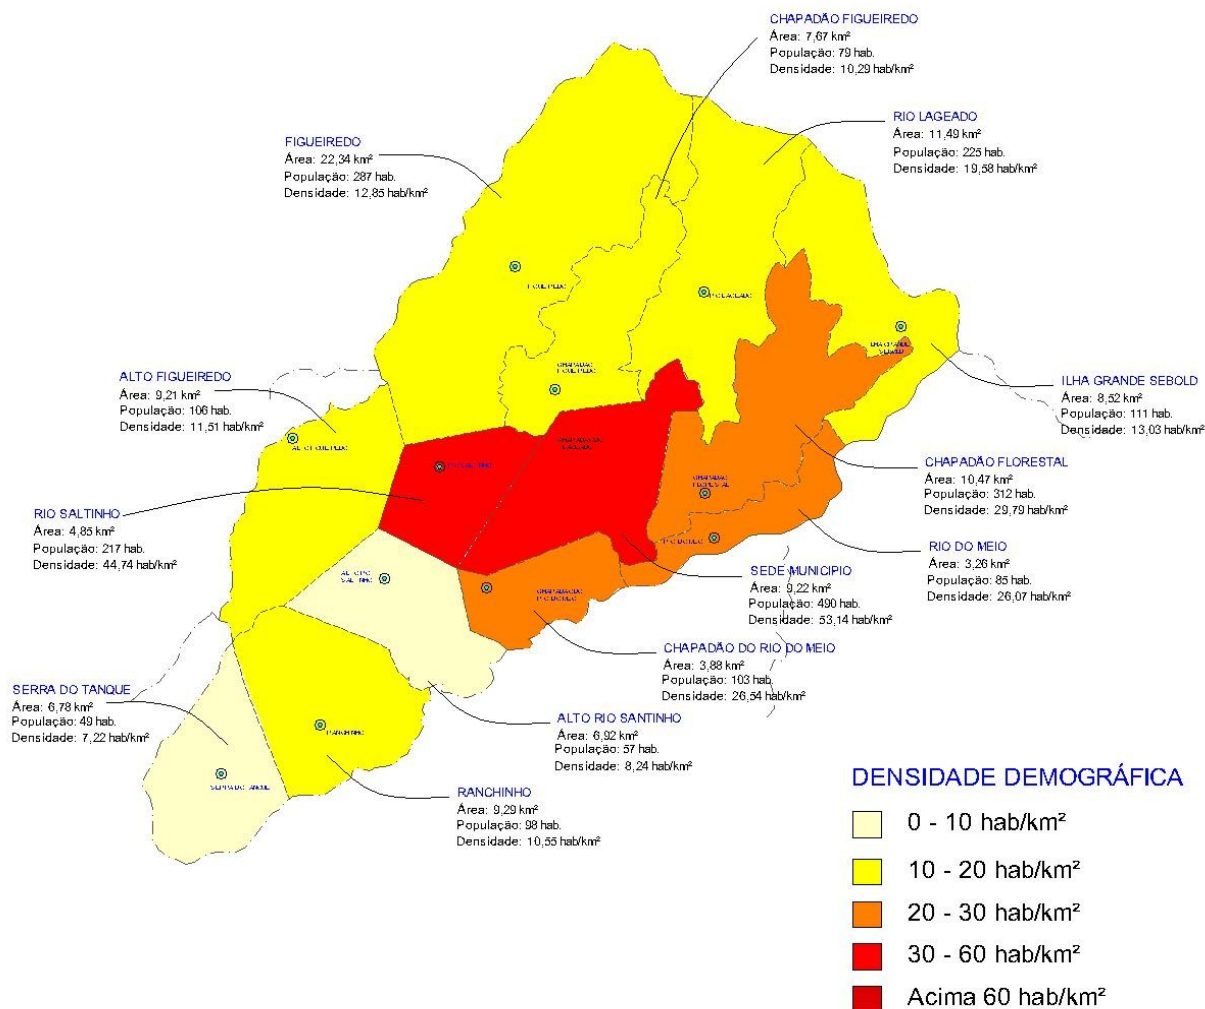 CHAPADÃO FIGUEIREDO
Área: 7,67 km²
População: 79 hab.
Densidade: 10,29 hab/km²
RIO LAGEADO
Área: 11,49 km²
População: 225 hab.
Densidade: 19,58 hab/km²
FIGUEIREDO
Área: 22,34 km²
População: 287 hab.
Densidade: 12,85 hab/km²
ALTO FIGUEIREDO
Área: 9,21 km²
População: 106 hab.
Densidade: 11,51 hab/km²
ILHA GRANDE SEBOLD
Área: 8,52 km²
População: 111 hab.
Densidade: 13,03 hab/km²
CHAPADÃO FLORESTAL
Área: 10,47 km²
População: 312 hab.
Densidade: 29,79 hab/km²
RIO SALTINHO
Área: 4,85 km²
População: 217 hab.
Densidade: 44,74 hab/km²
RIO DO MEIO
Área: 3,26 km²
População: 85 hab.
Densidade: 26,07 hab/km²
SEDE MUNICIPIO
Área: 9,22 km²
População: 490 hab.
Densidade: 53,14 hab/km²
CHAPADÃO DO RIO DO MEIO
Área: 3,88 km²
População: 103 hab.
Densidade: 26,54 hab/km²
SERRA DO TANQUE
Área: 6,78 km²
População: 49 hab.
Densidade: 7,22 hab/km²
ALTO RIO SANTINHO
Área: 6,92 km²
População: 57 hab.
Densidade: 8,24 hab/km²
RANCHINHO
Área: 9,29 km²
População: 98 hab.
Densidade: 10,55 hab/km²
RANCHINHO
SERRA DO TANQUE
DENSIDADE DEMOGRÁFICA
0 - 10 hab/km²
10 - 20 hab/km²
20 - 30 hab/km²
30 - 60 hab/km²
Acima 60 hab/km²